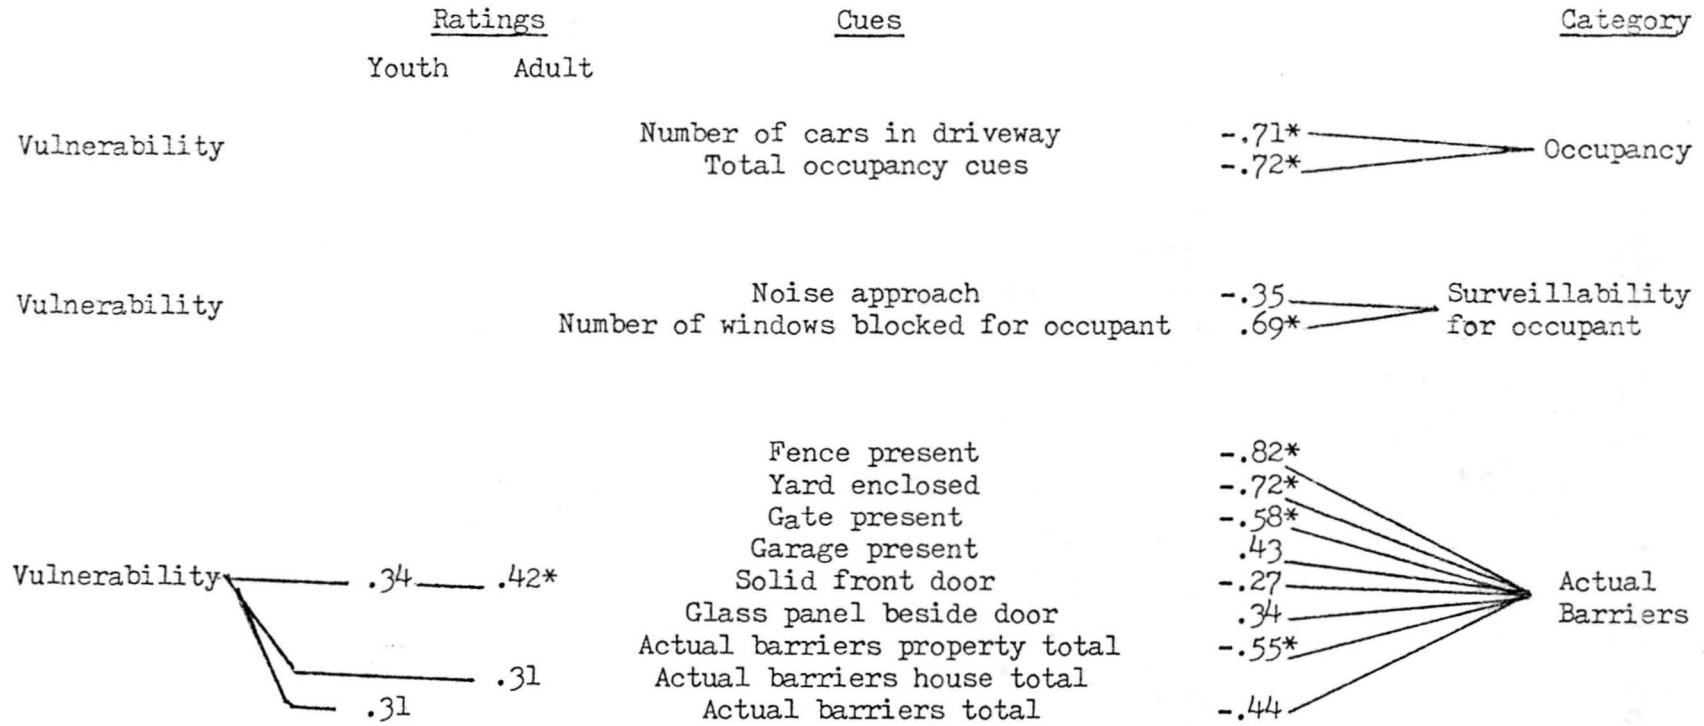 Ratings Cues Category
Youth Adult
Number of cars in driveway -.71*
Vulnerability Occupancy
Total occupancy cues -.72*
Noise approach -.35 Surveillability
Vulnerability
Number of windows blocked for occupant .69* for occupant
Fence present -.82*
Yard enclosed -.72*
Gate present -.58*
Garage present .43
Vulnerability .34 .42* Solid front door -.27 Actual
Glass panel beside door .34 Barriers
Actual barriers property total -.55*
.31 Actual barriers house total
.31 Actual barriers total -.44